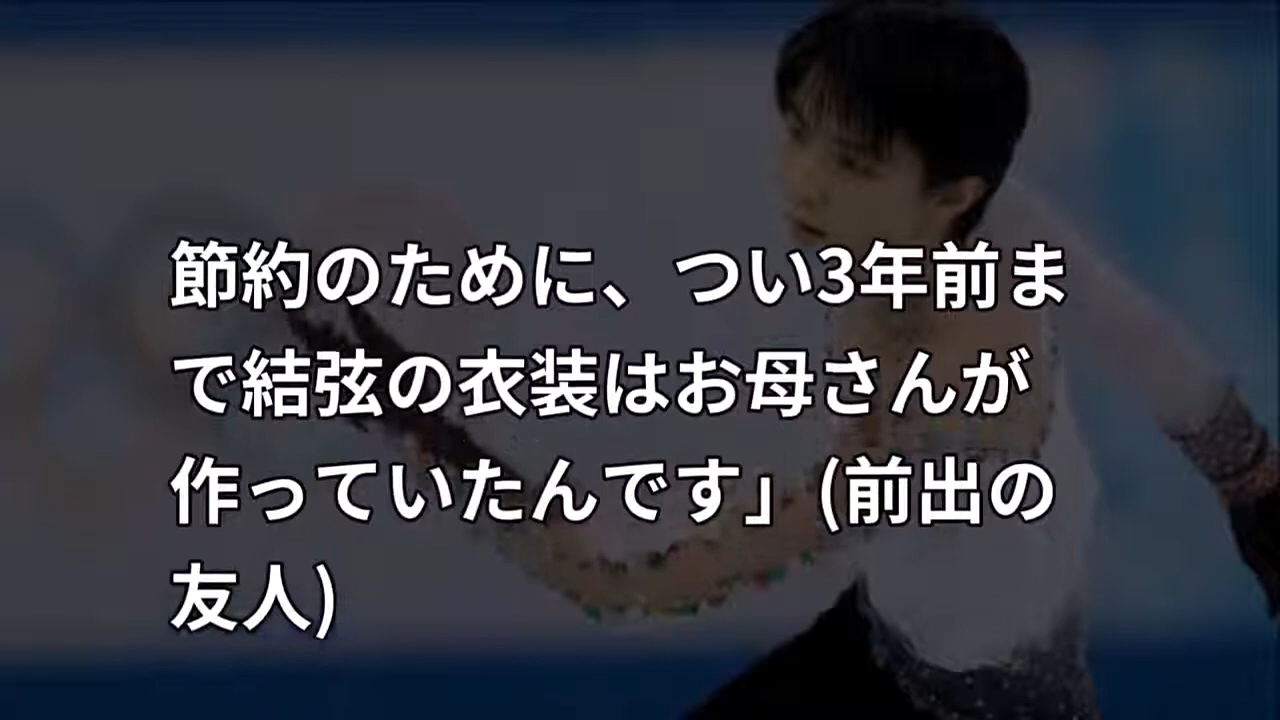 節約のために、つい3年前ま
で結弦の衣装はお母さんが
作っていたんです」(前出の
友人)